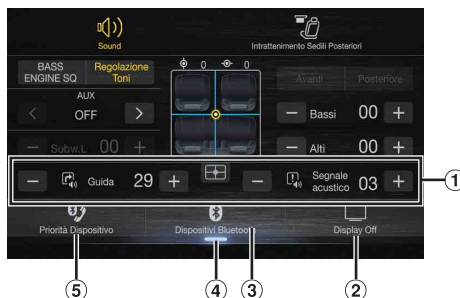 Sound
Intrattenimento Sedili Posteriori
BASS ENGINE SQ
Regolazione Toni
0
0
Avanti
Posteriore
AUX
< OFF >
− Bassi 00 +
− Subw.L 00 +
− Alti 00 +
− Guida 29 +
− Segnale acustico 03 +
1
Priorità Dispositivo
Dispositivi Bluetooth
Display Off
5
4
3
2